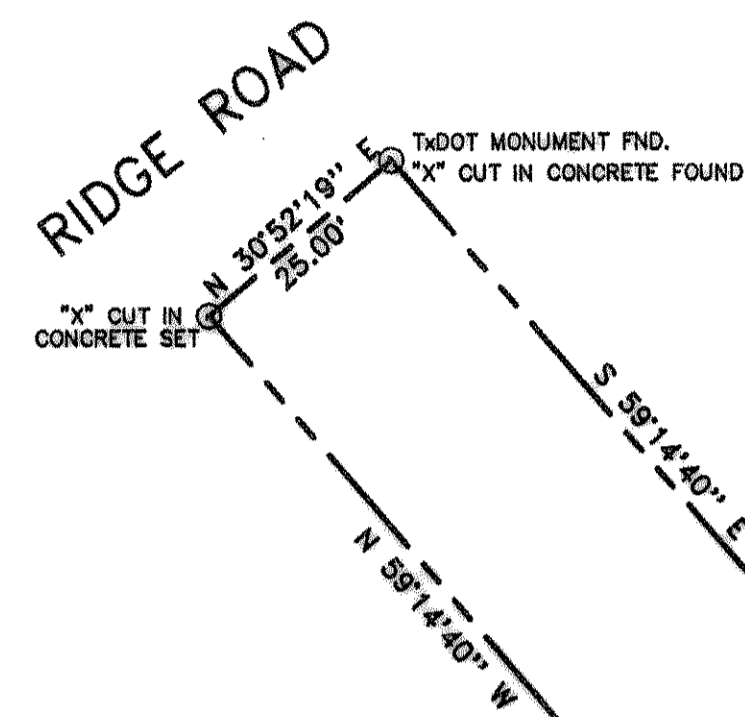 RIDGE ROAD
TxDOT MONUMENT FND.
"X" CUT IN CONCRETE FOUND
N 30°52'19" E
25.00'
"X" CUT IN
CONCRETE SET
S 59°14'40" E
N 59°14'40" W